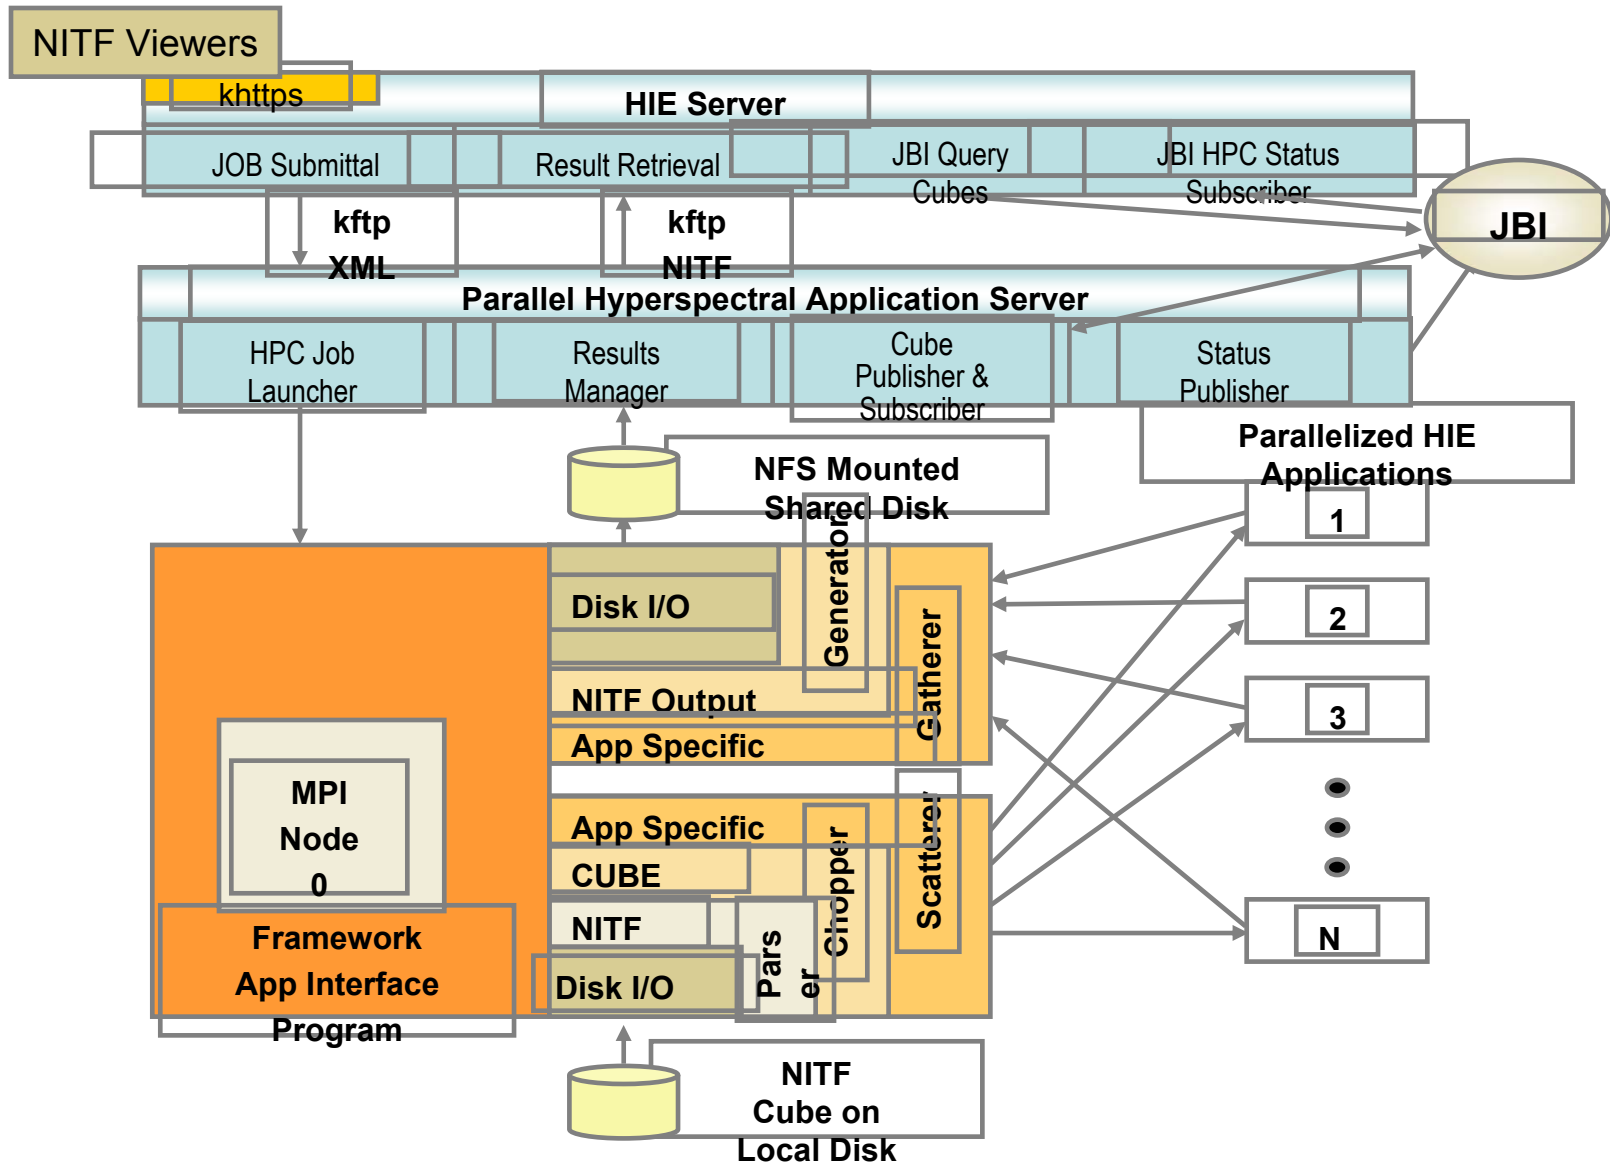 NITF Viewers
khttps
HIE Server
JOB Submittal
Result Retrieval
JBI Query
Cubes
JBI HPC Status
Subscriber
JBI
kftp
XML
kftp
NITF
Parallel Hyperspectral Application Server
HPC Job
Launcher
Results
Manager
Cube
Publisher &
Subscriber
Status
Publisher
Parallelized HIE
Applications
NFS Mounted
Shared Disk
1
2
3
N
Disk I/O
Generator
Gatherer
NITF Output
App Specific
MPI
Node
0
App Specific
CUBE
NITF
Disk I/O
Pars
er
Chopper
Scatterer
Framework
App Interface
Program
NITF
Cube on
Local Disk